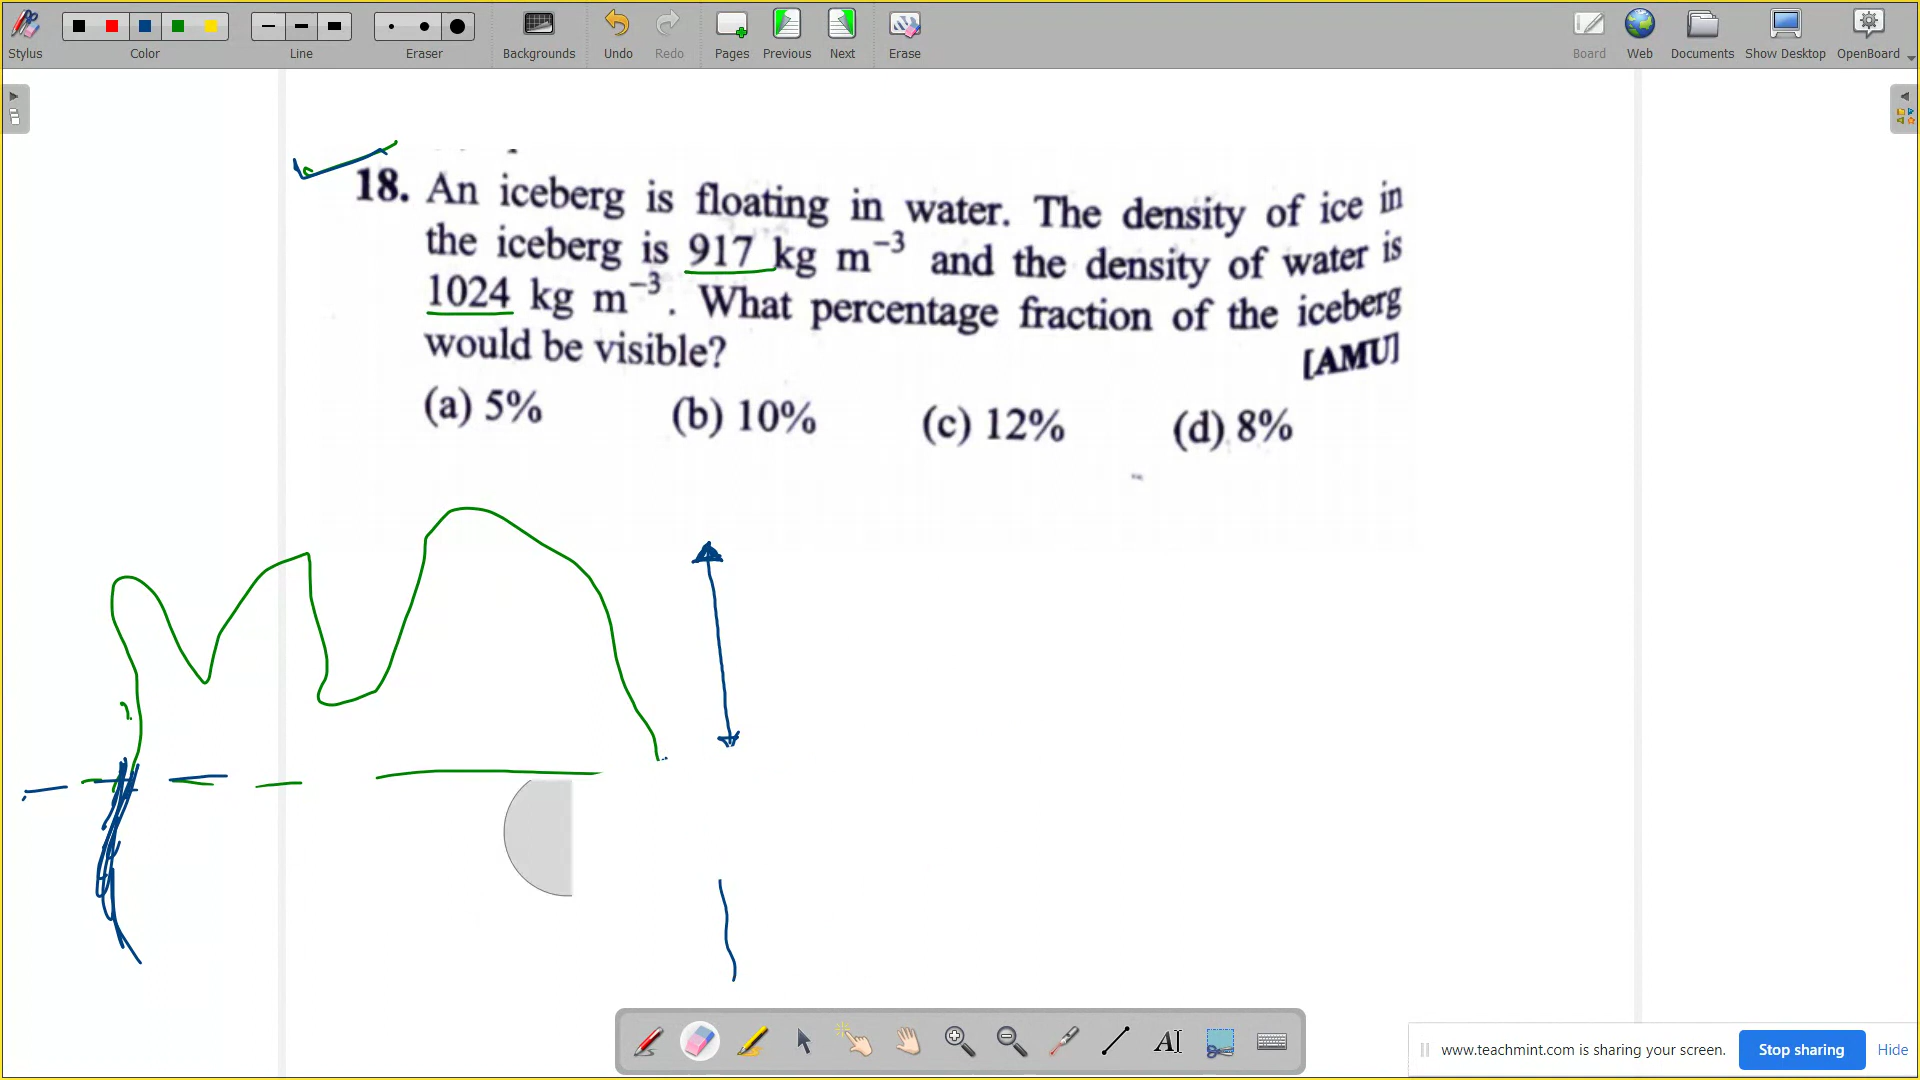 Stylus
Color
Line
Eraser
Backgrounds
Undo
Redo
Pages
Previous
Next
Erase
Board
Web
Documents
Show Desktop
OpenBoard
18. An iceberg is floating in water. The density of ice in
the iceberg is 917 kg m⁻³ and the density of water is
1024 kg m⁻³. What percentage fraction of the iceberg
would be visible?
[AMU]
(a) 5% (b) 10% (c) 12% (d) 8%
www.teachmint.com is sharing your screen.
Stop sharing
Hide